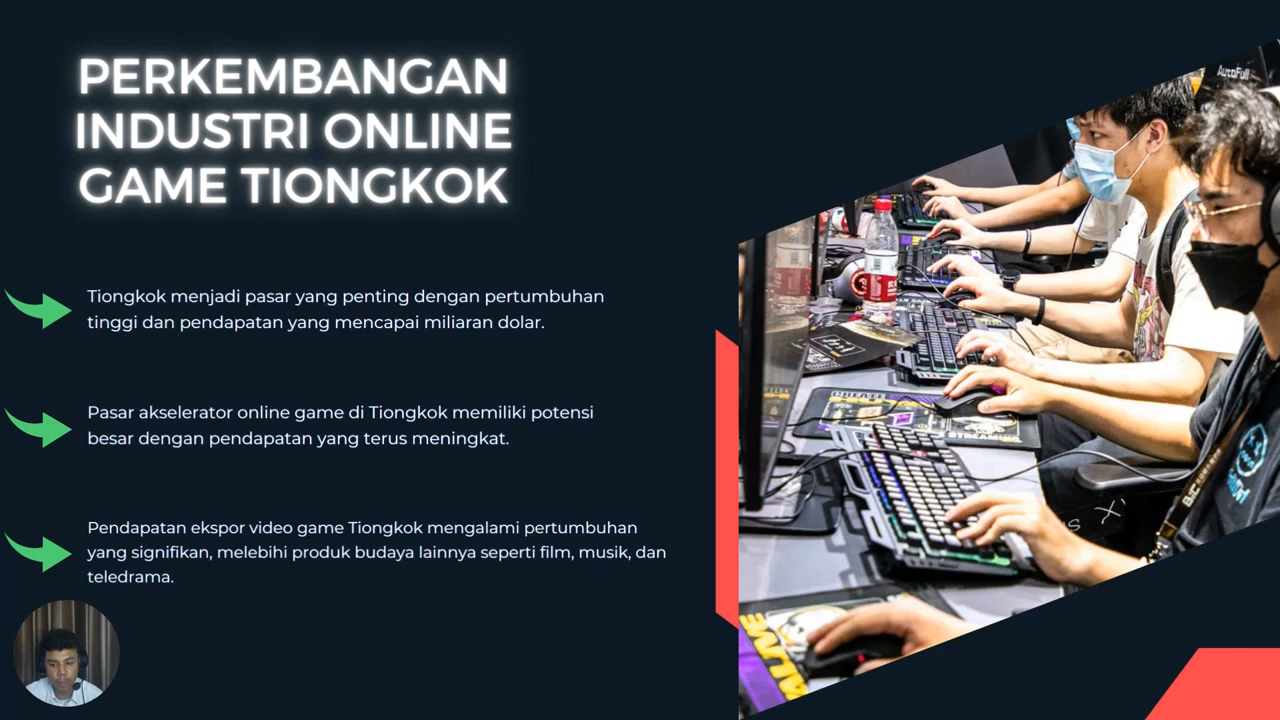 PERKEMBANGAN
INDUSTRI ONLINE
GAME TIONGKOK
Tiongkok menjadi pasar yang penting dengan pertumbuhan
tinggi dan pendapatan yang mencapai miliaran dolar.
Pasar akselerator online game di Tiongkok memiliki potensi
besar dengan pendapatan yang terus meningkat.
Pendapatan ekspor video game Tiongkok mengalami pertumbuhan
yang signifikan, melebihi produk budaya lainnya seperti film, musik, dan
teledrama.
AutoFull